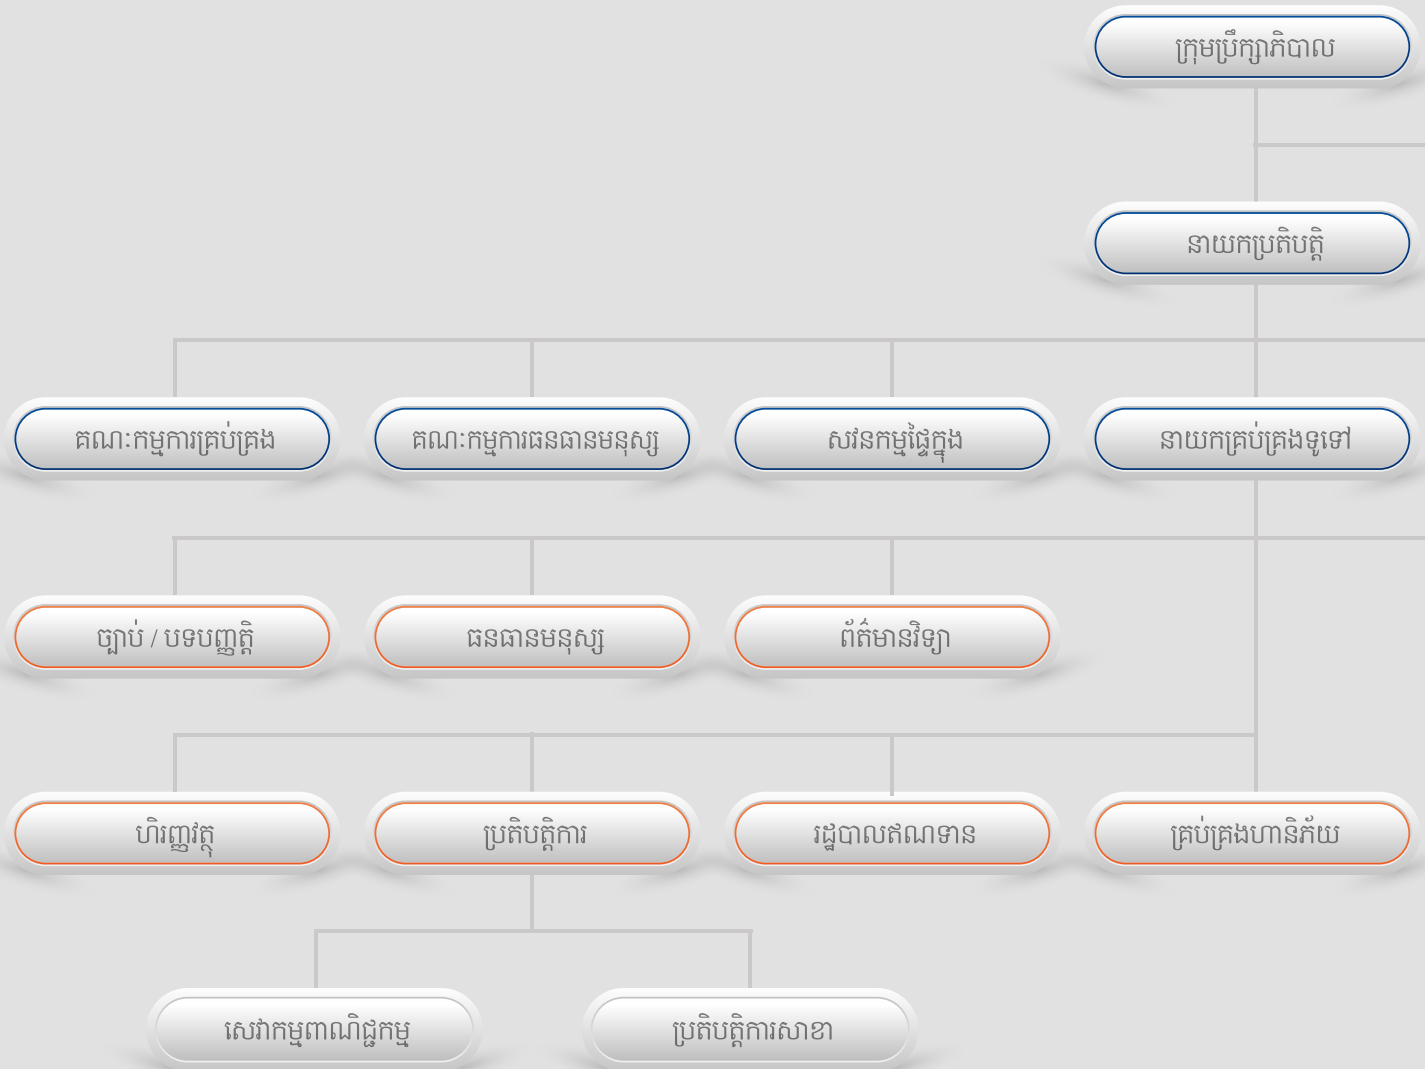 ក្រុមប្រឹក្សាភិបាល
នាយកប្រតិបត្តិ
គណៈកម្មការគ្រប់គ្រង
គណៈកម្មការធនធានមនុស្ស
សវនកម្មផ្ទៃក្នុង
នាយកគ្រប់គ្រងទូទៅ
ច្បាប់ / បទបញ្ញត្តិ
ធនធានមនុស្ស
ព័ត៌មានវិទ្យា
ហិរញ្ញវត្ថុ
ប្រតិបត្តិការ
រដ្ឋបាលឥណទាន
គ្រប់គ្រងហានិភ័យ
សេវាកម្មពាណិជ្ជកម្ម
ប្រតិបត្តិការសាខា